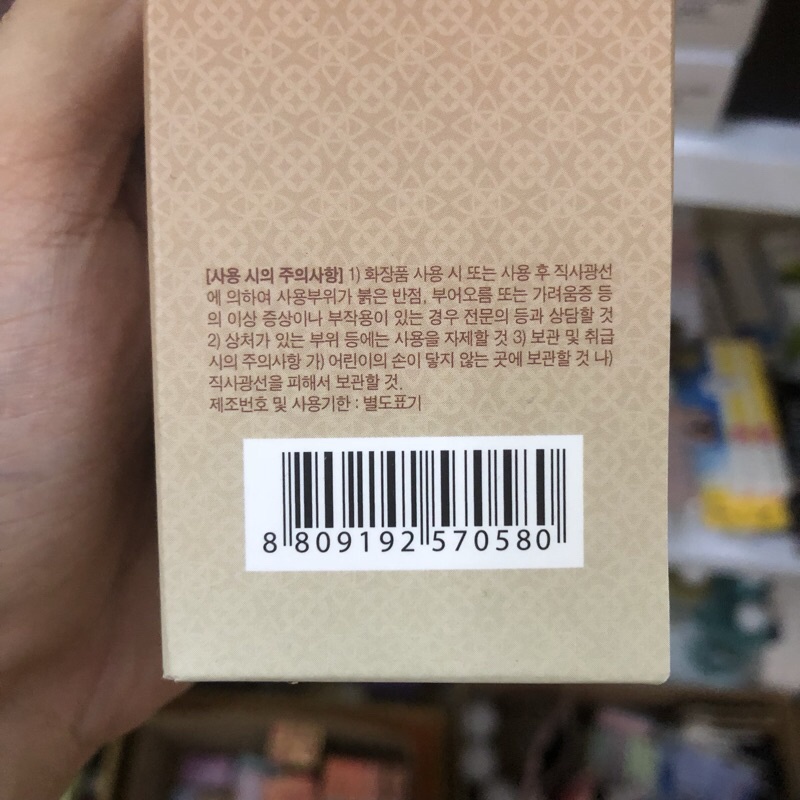 [사용 시의 주의사항] 1) 화장품 사용 시 또는 사용 후 직사광선
에 의하여 사용부위가 붉은 반점, 부어오름 또는 가려움증 등
의 이상 증상이나 부작용이 있는 경우 전문의 등과 상담할 것
2) 상처가 있는 부위 등에는 사용을 자제할 것 3) 보관 및 취급
시의 주의사항 가) 어린이의 손이 닿지 않는 곳에 보관할 것 나)
직사광선을 피해서 보관할 것.
제조번호 및 사용기한 : 별도표기
8 809192 570580